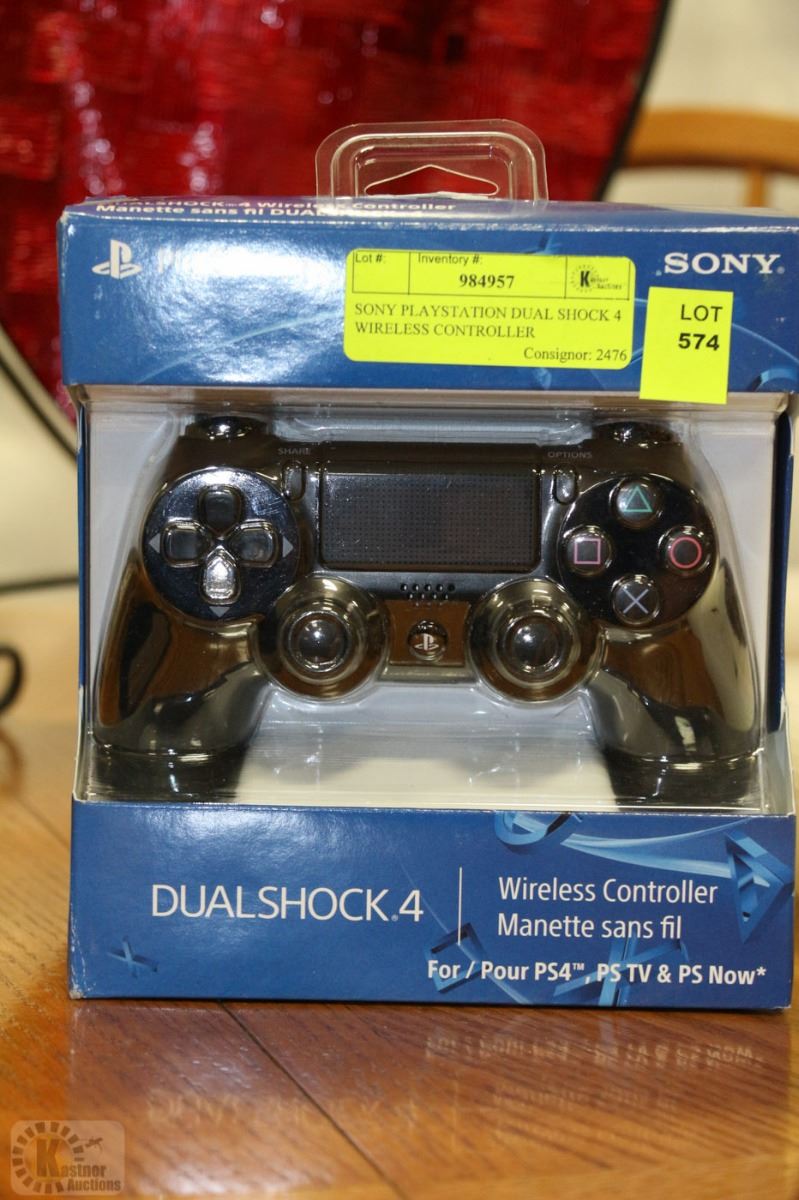 DUALSHOCK 4 Wireless Controller
Manette sans fil
SONY
Lot #: Inventory #:
984957
Kastner Auctions
SONY PLAYSTATION DUAL SHOCK 4
WIRELESS CONTROLLER
Consignor: 2476
LOT
574
SHARE
OPTIONS
DUALSHOCK®4
Wireless Controller
Manette sans fil
For / Pour PS4™, PS TV & PS Now*
Kastner
Auctions